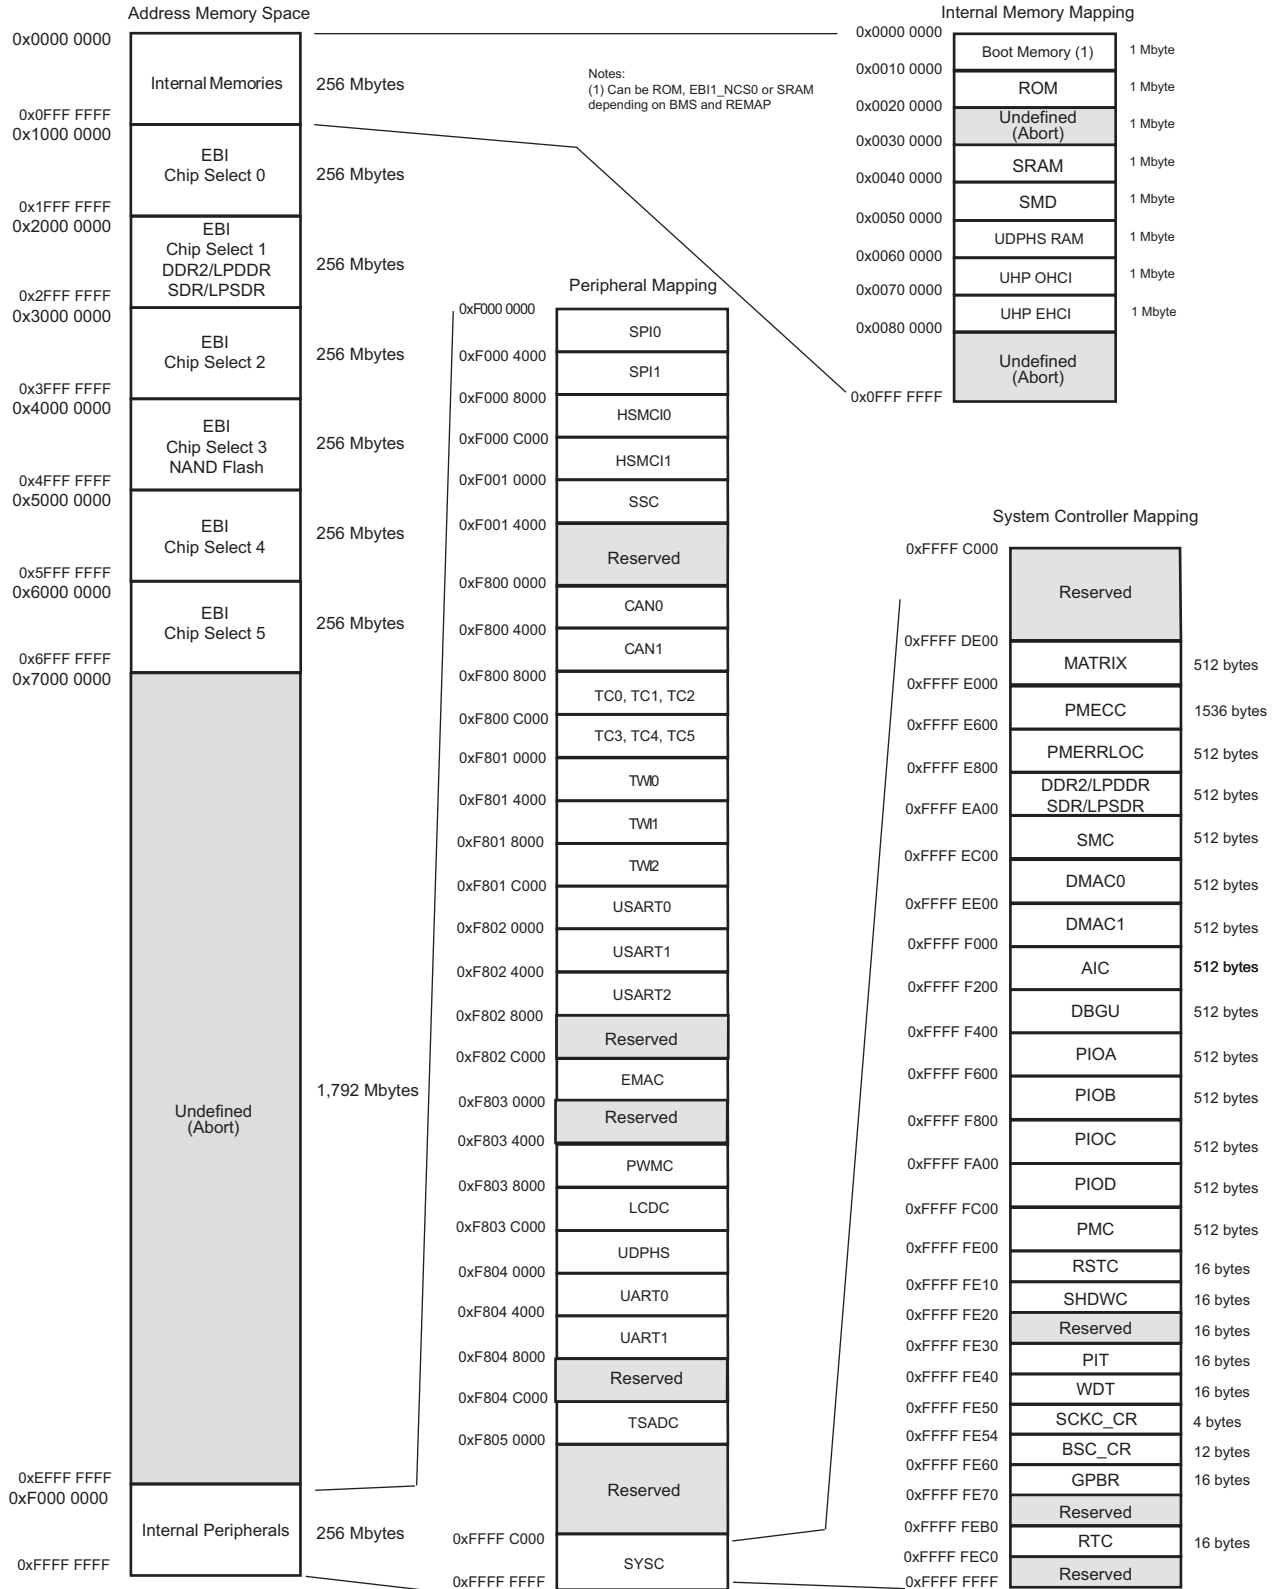 Address Memory Space
0x0000 0000
Internal Memories
256 Mbytes
0x0FFF FFFF
0x1000 0000
EBI
Chip Select 0
256 Mbytes
0x1FFF FFFF
0x2000 0000
EBI
Chip Select 1
DDR2/LPDDR
SDR/LPSDR
256 Mbytes
0x2FFF FFFF
0x3000 0000
EBI
Chip Select 2
256 Mbytes
0x3FFF FFFF
0x4000 0000
EBI
Chip Select 3
NAND Flash
256 Mbytes
0x4FFF FFFF
0x5000 0000
EBI
Chip Select 4
256 Mbytes
0x5FFF FFFF
0x6000 0000
EBI
Chip Select 5
256 Mbytes
0x6FFF FFFF
0x7000 0000
Undefined
(Abort)
1,792 Mbytes
0xEFFF FFFF
0xF000 0000
Internal Peripherals
256 Mbytes
0xFFFF FFFF
Notes:
(1) Can be ROM, EBI1_NCS0 or SRAM
depending on BMS and REMAP
Peripheral Mapping
0xF000 0000
SPI0
0xF000 4000
SPI1
0xF000 8000
HSMCI0
0xF000 C000
HSMCI1
0xF001 0000
SSC
0xF001 4000
Reserved
0xF800 0000
CAN0
0xF800 4000
CAN1
0xF800 8000
TC0, TC1, TC2
0xF800 C000
TC3, TC4, TC5
0xF801 0000
TWI0
0xF801 4000
TWI1
0xF801 8000
TWI2
0xF801 C000
USART0
0xF802 0000
USART1
0xF802 4000
USART2
0xF802 8000
Reserved
0xF802 C000
EMAC
0xF803 0000
Reserved
0xF803 4000
PWMC
0xF803 8000
LCDC
0xF803 C000
UDPHS
0xF804 0000
UART0
0xF804 4000
UART1
0xF804 8000
Reserved
0xF804 C000
TSADC
0xF805 0000
Reserved
0xFFFF C000
SYSC
0xFFFF FFFF
Internal Memory Mapping
0x0000 0000
Boot Memory (1)
1 Mbyte
0x0010 0000
ROM
1 Mbyte
0x0020 0000
Undefined
(Abort)
1 Mbyte
0x0030 0000
SRAM
1 Mbyte
0x0040 0000
SMD
1 Mbyte
0x0050 0000
UDPHS RAM
1 Mbyte
0x0060 0000
UHP OHCI
1 Mbyte
0x0070 0000
UHP EHCI
1 Mbyte
0x0080 0000
Undefined
(Abort)
0x0FFF FFFF
System Controller Mapping
0xFFFF C000
Reserved
0xFFFF DE00
MATRIX
512 bytes
0xFFFF E000
PMECC
1536 bytes
0xFFFF E600
PMERRLOC
512 bytes
0xFFFF E800
DDR2/LPDDR
SDR/LPSDR
512 bytes
0xFFFF EA00
SMC
512 bytes
0xFFFF EC00
DMAC0
512 bytes
0xFFFF EE00
DMAC1
512 bytes
0xFFFF F000
AIC
512 bytes
0xFFFF F200
DBGU
512 bytes
0xFFFF F400
PIOA
512 bytes
0xFFFF F600
PIOB
512 bytes
0xFFFF F800
PIOC
512 bytes
0xFFFF FA00
PIOD
512 bytes
0xFFFF FC00
PMC
512 bytes
0xFFFF FE00
RSTC
16 bytes
0xFFFF FE10
SHDWC
16 bytes
0xFFFF FE20
Reserved
16 bytes
0xFFFF FE30
PIT
16 bytes
0xFFFF FE40
WDT
16 bytes
0xFFFF FE50
SCKC_CR
4 bytes
0xFFFF FE54
BSC_CR
12 bytes
0xFFFF FE60
GPBR
16 bytes
0xFFFF FE70
Reserved
0xFFFF FEB0
RTC
16 bytes
0xFFFF FEC0
Reserved
0xFFFF FFFF